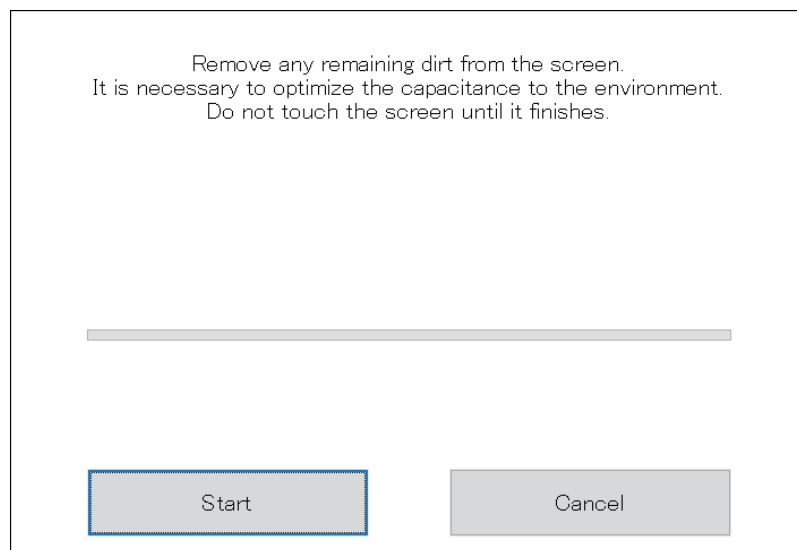 Remove any remaining dirt from the screen.
It is necessary to optimize the capacitance to the environment.
Do not touch the screen until it finishes.
Start
Cancel